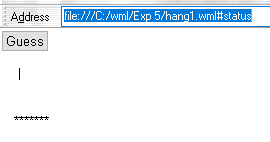 Address file:///C:/wml/Exp 5/hang1.wml#status
Guess
*******